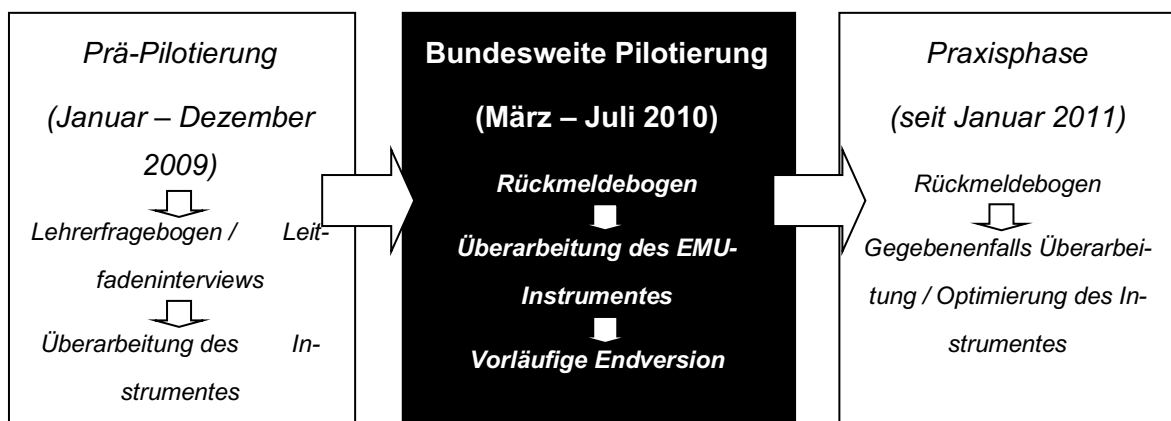 Prä-Pilotierung
(Januar – Dezember
2009)
Lehrerfragebogen / Leit-
fadeninterviews
Überarbeitung des In-
strumentes
Bundesweite Pilotierung
(März – Juli 2010)
Rückmeldebogen
Überarbeitung des EMU-
Instrumentes
Vorläufige Endversion
Praxisphase
(seit Januar 2011)
Rückmeldebogen
Gegebenenfalls Überarbei-
tung / Optimierung des In-
strumentes